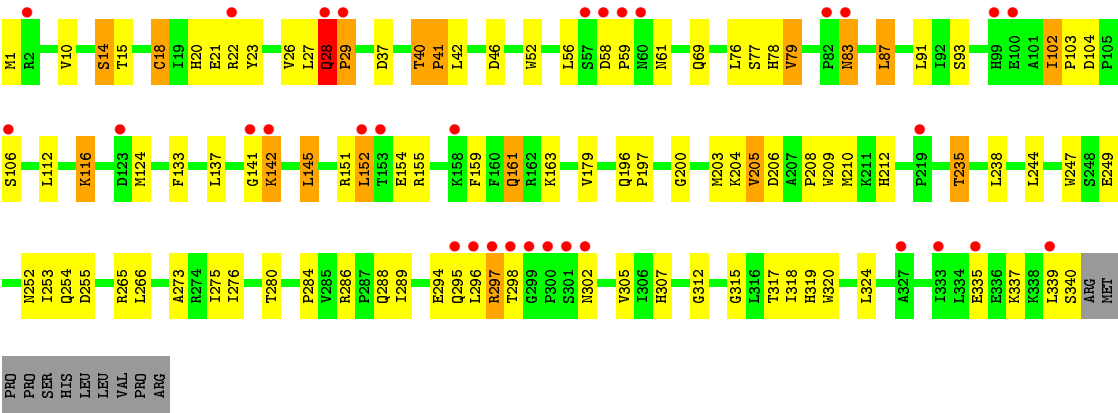 M1 R2 V10 S14 T15 C18 I19 H20 E21 R22 Y23 V26 L27 Q28 P29 D37 T40 P41 L42 D46 W52 L56 S57 D58 P59 N60 N61 Q69 L76 S77 H78 V79 P82 N83 L87 L91 I92 S93 H99 E100 A101 I102 P103 D104 P105
S106 L112 K116 D123 M124 F133 L137 G141 K142 L145 R151 L152 T153 E154 R155 K158 F159 F160 Q161 R162 K163 V179 Q196 P197 G200 M203 K204 V205 D206 A207 P208 W209 M210 K211 H212 P219 T235 L238 L244 W247 S248 E249
N252 I253 Q254 D255 R265 L266 A273 R274 I275 I276 T280 P284 V285 R286 P287 Q288 I289 E294 Q295 L296 R297 T298 G299 P300 S301 N302 V305 I306 H307 G312 G315 L316 T317 I318 H319 W320 L324 A327 I333 L334 E335 E336 K337 K338 L339 S340 ARG MET
PRO PRO SER HIS LEU LEU VAL PRO ARG